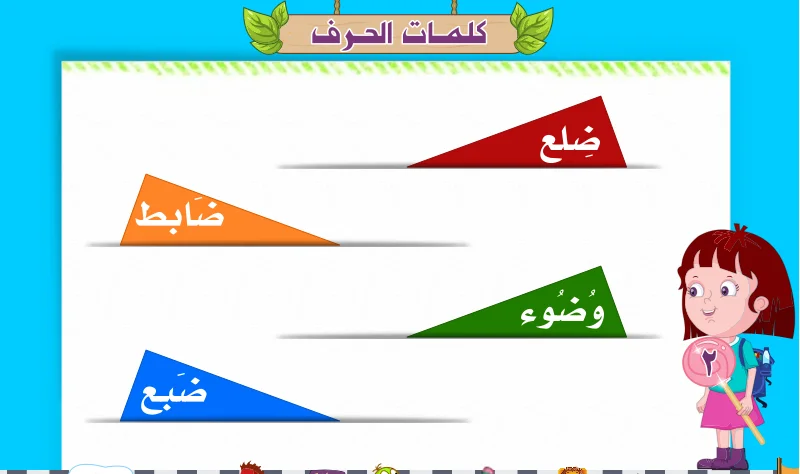 كلمات الحرف
ضِلع
ضَابط
وُضُوء
ضَبع
٢